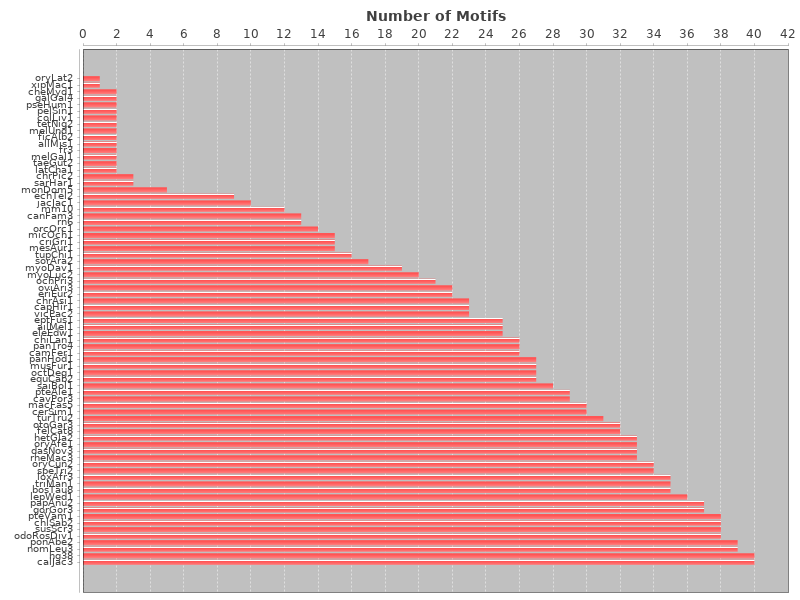 Number of Motifs
0 2 4 6 8 10 12 14 16 18 20 22 24 26 28 30 32 34 36 38 40 42
oryLat2
xipMac1
cheMyd1
galGal4
pseHum1
pelSin1
colLiv1
tetNig2
melUnd1
ficAlb2
allMis1
fr3
melGal1
taeGut2
latCha1
chrPic2
sarHar1
monDom5
echTel2
jacJac1
mm10
canFam3
rn6
orcOrc1
micOch1
criGri1
mesAur1
tupChi1
sorAra2
myoDav1
myoLuc2
ochPri3
oviAri3
eriEur2
chrAsi1
capHir1
vicPac2
eptFus1
ailMel1
eleEdw1
chiLan1
panTro4
camFer1
panHod1
musFur1
octDeg1
equCab2
saiBol1
pteAle1
cavPor3
macFas5
cerSim1
turTru2
otoGar3
felCat8
hetGla2
oryAfe1
dasNov3
rheMac3
oryCun2
speTri2
loxAfr3
triMan1
bosTau8
lepWed1
papAnu2
gorGor3
pteVam1
chlSab2
susScr3
odoRosDiv1
ponAbe2
nomLeu3
hg38
calJac3